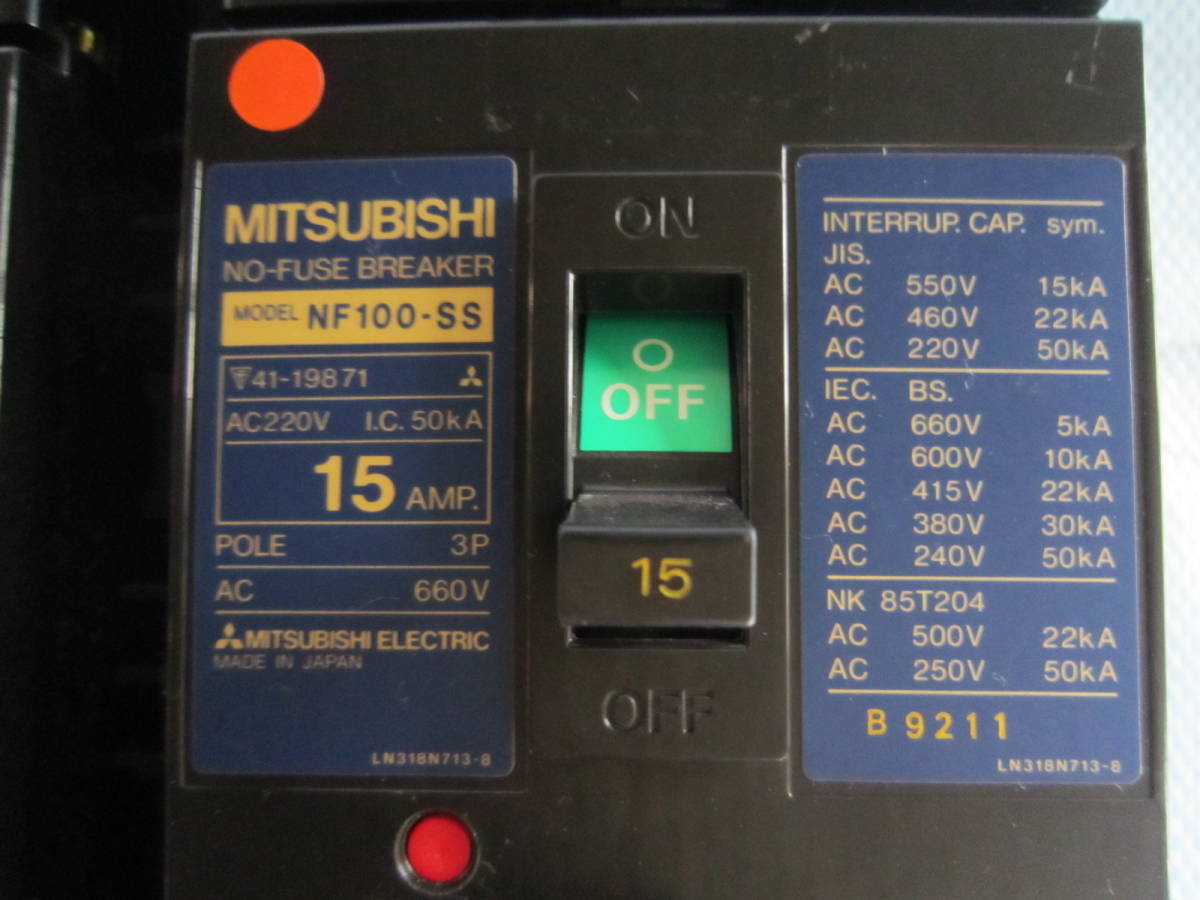 MITSUBISHI
NO-FUSE BREAKER
MODEL NF100-SS
41-19871
AC220V I.C. 50kA
15 AMP.
POLE 3P
AC 660V
MITSUBISHI ELECTRIC
MADE IN JAPAN
LN318N713-8
ON
O
OFF
15
OFF
INTERRUP. CAP. sym.
JIS.
AC 550V 15kA
AC 460V 22kA
AC 220V 50kA
IEC. BS.
AC 660V 5kA
AC 600V 10kA
AC 415V 22kA
AC 380V 30kA
AC 240V 50kA
NK 85T204
AC 500V 22kA
AC 250V 50kA
B 9211
LN318N713-8